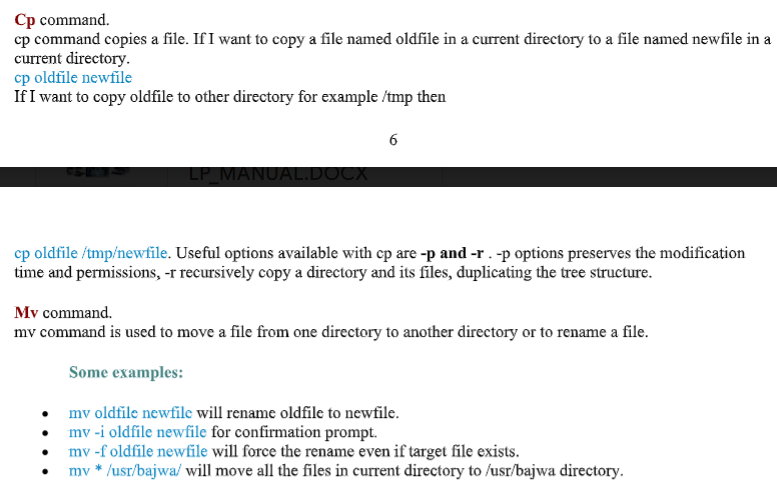 Cp command.
cp command copies a file. If I want to copy a file named oldfile in a current directory to a file named newfile in a
current directory.
cp oldfile newfile
If I want to copy oldfile to other directory for example /tmp then
6
LP_MANUAL.DOCX
cp oldfile /tmp/newfile. Useful options available with cp are -p and -r . -p options preserves the modification
time and permissions, -r recursively copy a directory and its files, duplicating the tree structure.
Mv command.
mv command is used to move a file from one directory to another directory or to rename a file.
Some examples:
• mv oldfile newfile will rename oldfile to newfile.
• mv -i oldfile newfile for confirmation prompt.
• mv -f oldfile newfile will force the rename even if target file exists.
• mv * /usr/bajwa/ will move all the files in current directory to /usr/bajwa directory.